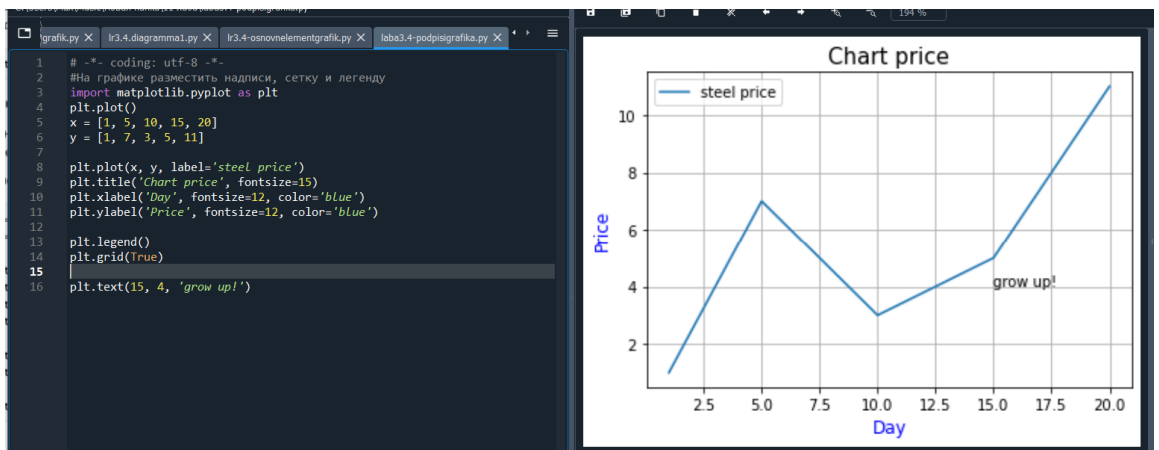 grafik.py X lr3.4.diagramma1.py X lr3.4-osnovnelementgrafik.py X laba3.4-podpisigrafika.py X
194 %
1 # -*- coding: utf-8 -*-
2 #На графике разместить надписи, сетку и легенду
3 import matplotlib.pyplot as plt
4 plt.plot()
5 x = [1, 5, 10, 15, 20]
6 y = [1, 7, 3, 5, 11]
7
8 plt.plot(x, y, label='steel price')
9 plt.title('Chart price', fontsize=15)
10 plt.xlabel('Day', fontsize=12, color='blue')
11 plt.ylabel('Price', fontsize=12, color='blue')
12
13 plt.legend()
14 plt.grid(True)
15
16 plt.text(15, 4, 'grow up!')
Chart price
steel price
10
8
6
4
2
Price
grow up!
2.5 5.0 7.5 10.0 12.5 15.0 17.5 20.0
Day